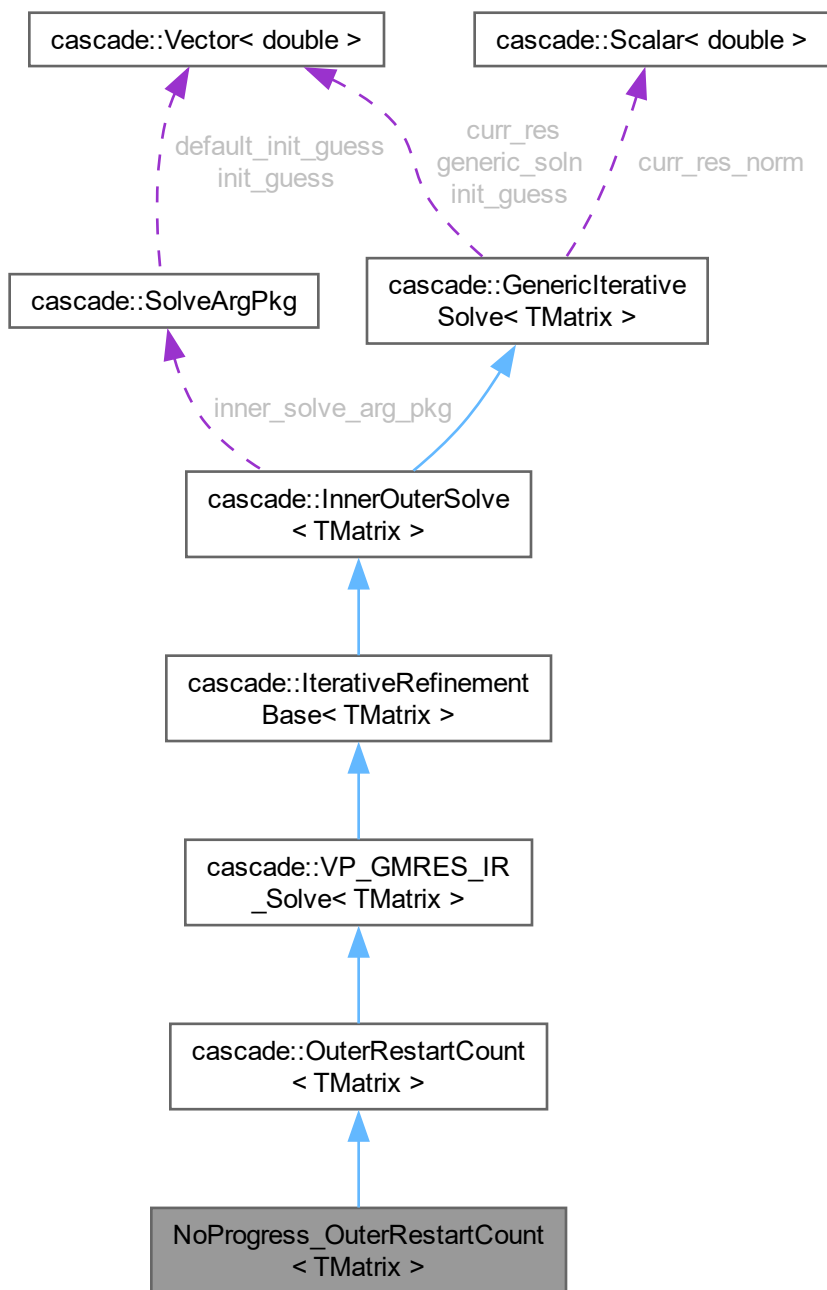 cascade::Vector< double >
cascade::Scalar< double >
default_init_guess
init_guess
curr_res
generic_soln
init_guess
curr_res_norm
cascade::SolveArgPkg
cascade::GenericIterative
Solve< TMatrix >
inner_solve_arg_pkg
cascade::InnerOuterSolve
< TMatrix >
cascade::IterativeRefinement
Base< TMatrix >
cascade::VP_GMRES_IR
_Solve< TMatrix >
cascade::OuterRestartCount
< TMatrix >
NoProgress_OuterRestartCount
< TMatrix >